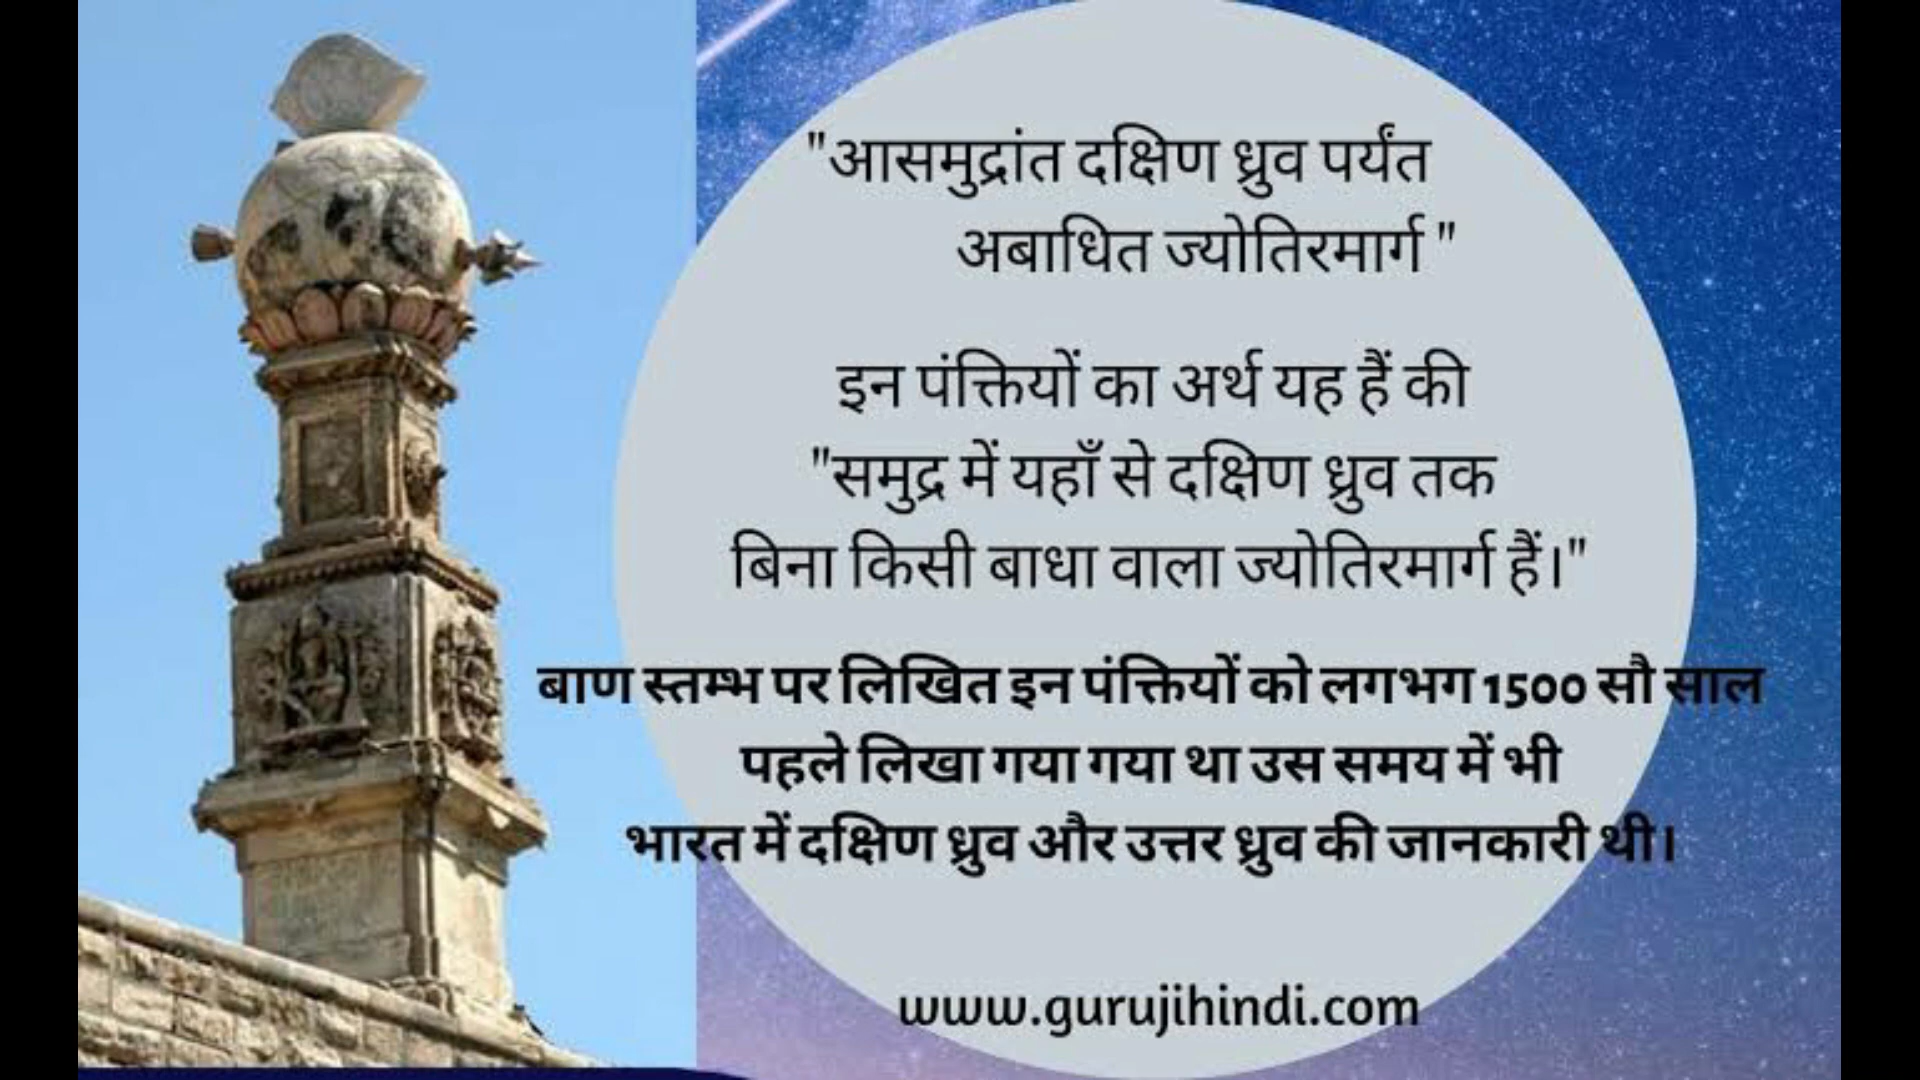 "आसमुद्रांत दक्षिण ध्रुव पर्यंत
अबाधित ज्योतिरमार्ग "
इन पंक्तियों का अर्थ यह हैं की
"समुद्र में यहाँ से दक्षिण ध्रुव तक
बिना किसी बाधा वाला ज्योतिरमार्ग हैं।"
बाण स्तम्भ पर लिखित इन पंक्तियों को लगभग 1500 सौ साल
पहले लिखा गया गया था उस समय में भी
भारत में दक्षिण ध्रुव और उत्तर ध्रुव की जानकारी थी।
www.gurujihindi.com